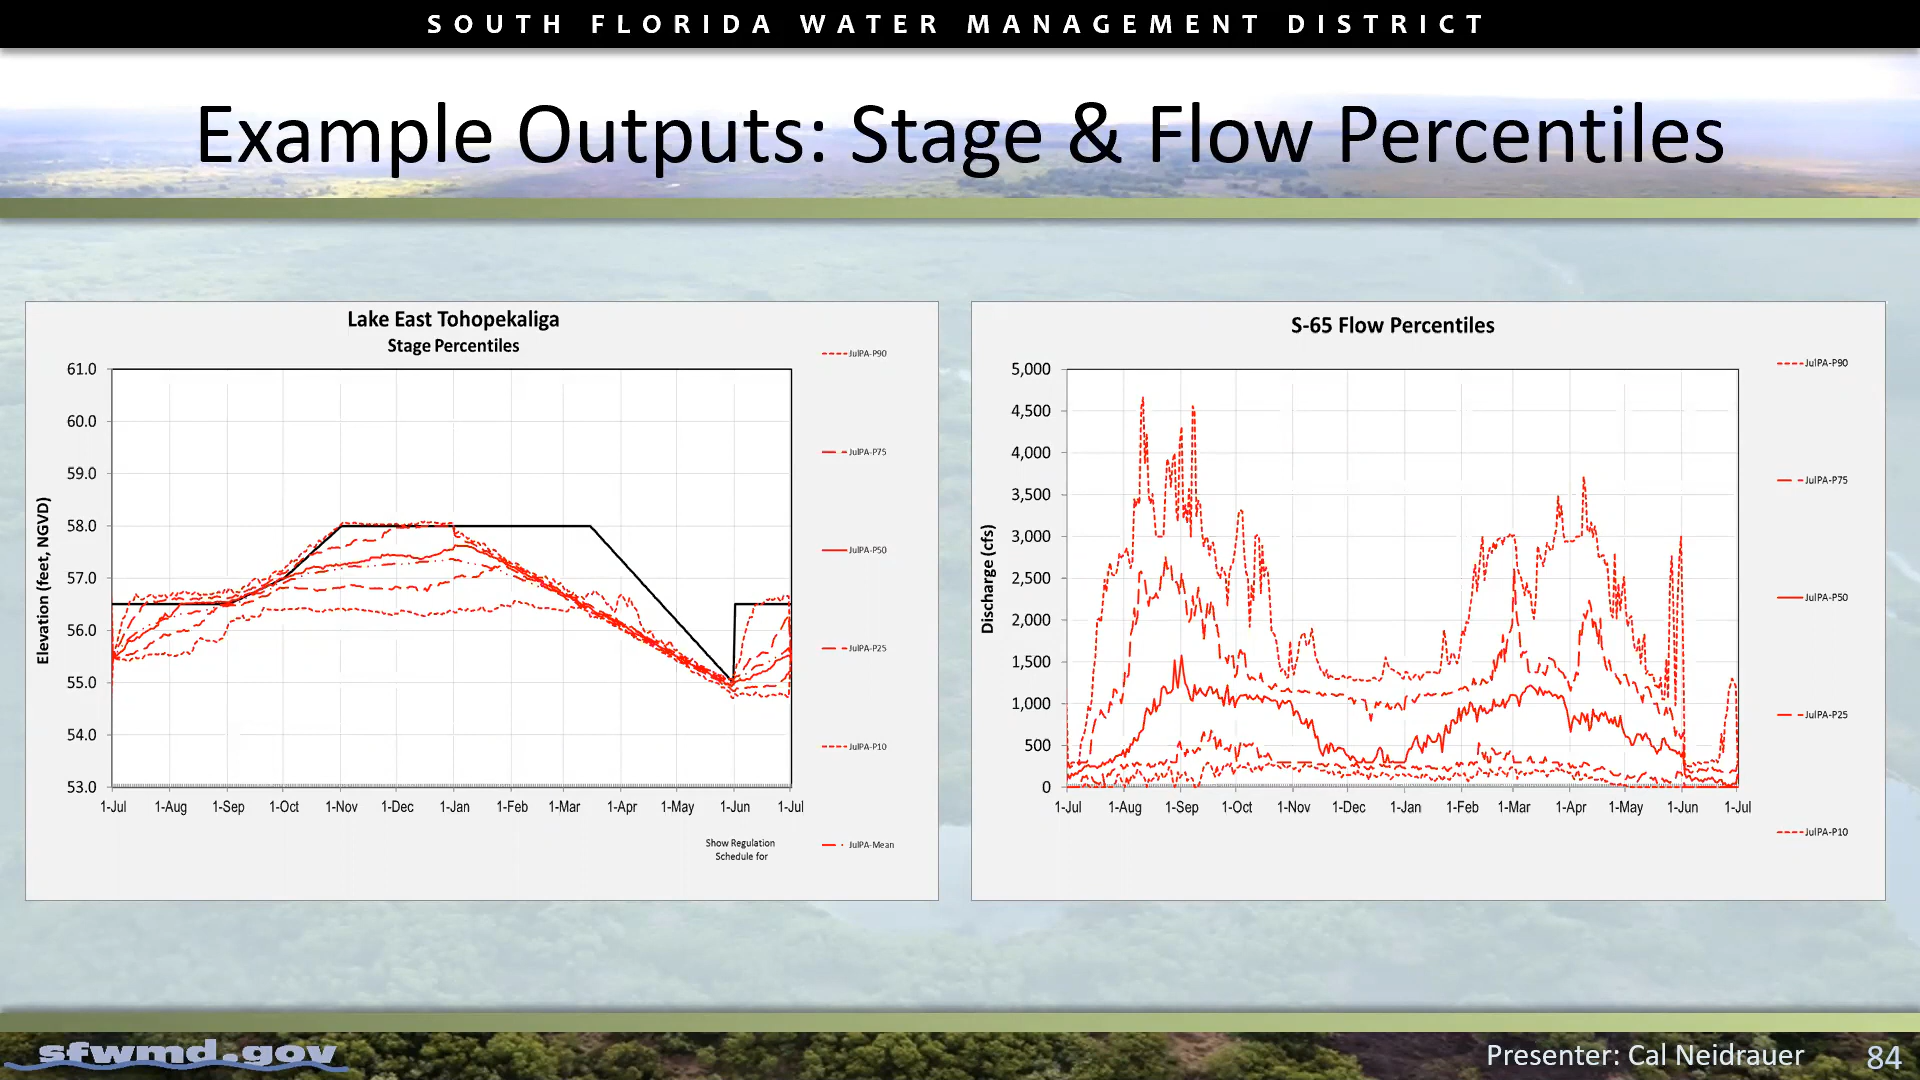 SOUTH FLORIDA WATER MANAGEMENT DISTRICT
Example Outputs: Stage & Flow Percentiles
Lake East Tohopekaliga
Stage Percentiles
Elevation (feet, NGVD)
61.0
60.0
59.0
58.0
57.0
56.0
55.0
54.0
53.0
1-Jul 1-Aug 1-Sep 1-Oct 1-Nov 1-Dec 1-Jan 1-Feb 1-Mar 1-Apr 1-May 1-Jun 1-Jul
JulPA-P90
JulPA-P75
JulPA-P50
JulPA-P25
JulPA-P10
JulPA-Mean
Show Regulation
Schedule for
S-65 Flow Percentiles
Discharge (cfs)
5,000
4,500
4,000
3,500
3,000
2,500
2,000
1,500
1,000
500
0
1-Jul 1-Aug 1-Sep 1-Oct 1-Nov 1-Dec 1-Jan 1-Feb 1-Mar 1-Apr 1-May 1-Jun 1-Jul
JulPA-P90
JulPA-P75
JulPA-P50
JulPA-P25
JulPA-P10
sfwmd.gov
Presenter: Cal Neidrauer 84